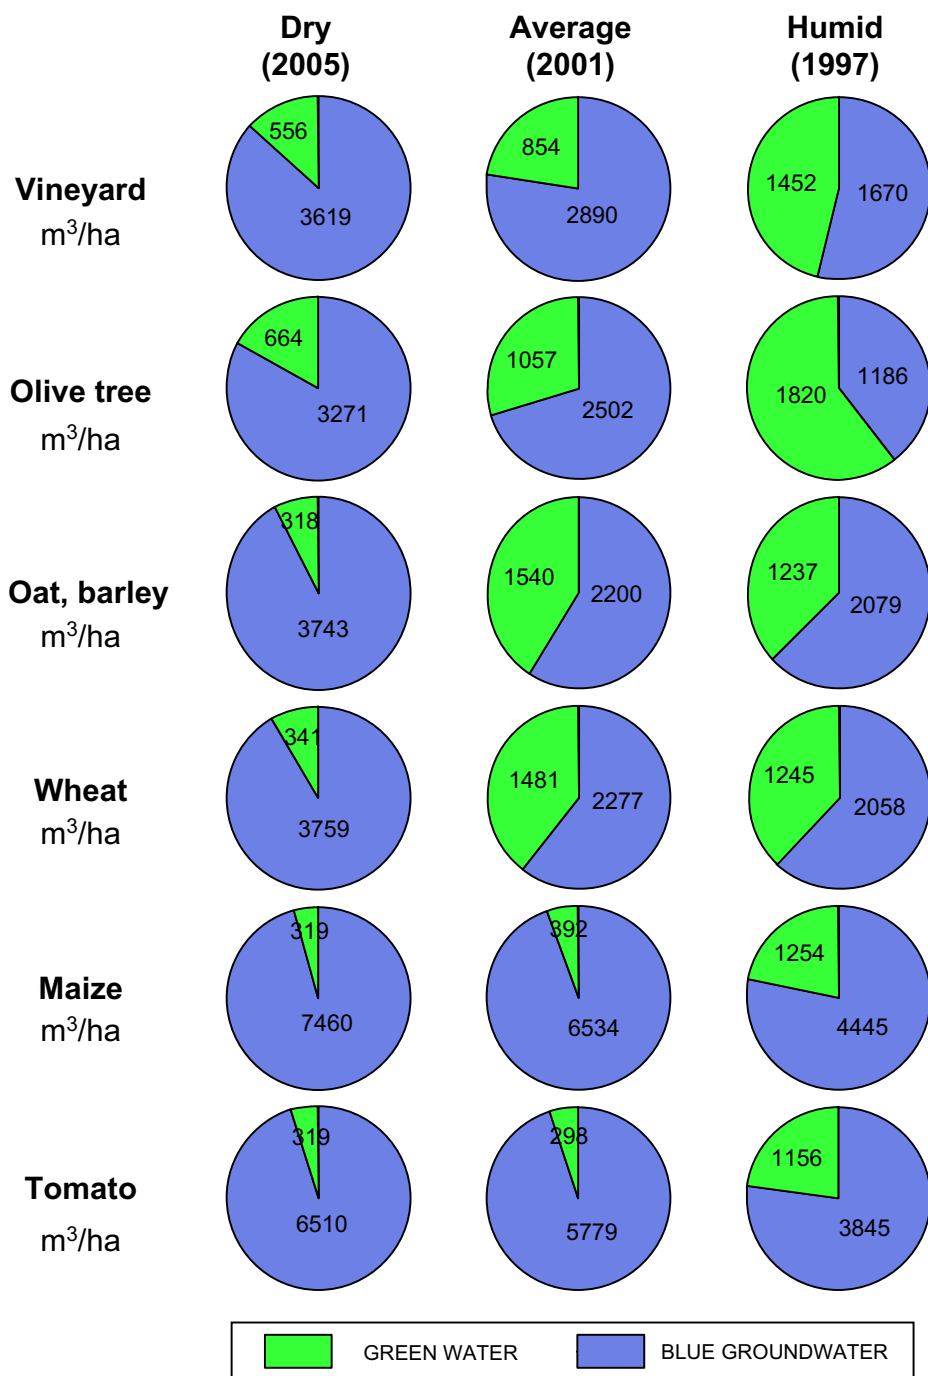 Dry Average Humid
(2005) (2001) (1997)
556 854 1452 1670
Vineyard
m³/ha 3619 2890
664 1057 1186
Olive tree 1820
m³/ha 3271 2502
318 1540 2200 1237
Oat, barley 2079
m³/ha 3743
341 1481 2277 1245
Wheat 2058
m³/ha 3759
319 392 1254
Maize
m³/ha 7460 6534 4445
319 298 1156
Tomato
m³/ha 6510 5779 3845
GREEN WATER BLUE GROUNDWATER